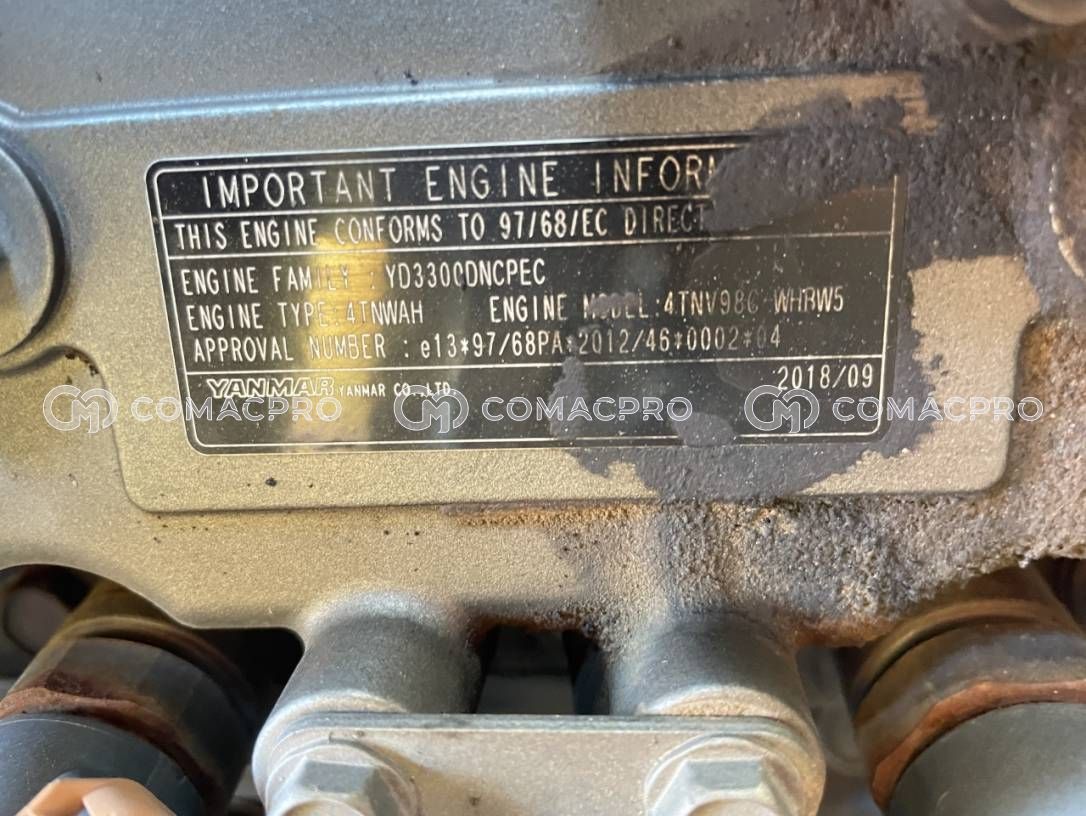 IMPORTANT ENGINE INFORM
THIS ENGINE CONFORMS TO 97/68/EC DIRECT
ENGINE FAMILY : YD3300DNCPEC
ENGINE TYPE:4TNWAH ENGINE MODEL:4TNV98C-WHBW5
APPROVAL NUMBER : e13*97/68PA*2012/46*0002*04
2018/09
YANMAR YANMAR CO.,LTD.
COMACPRO COMACPRO COMACPRO